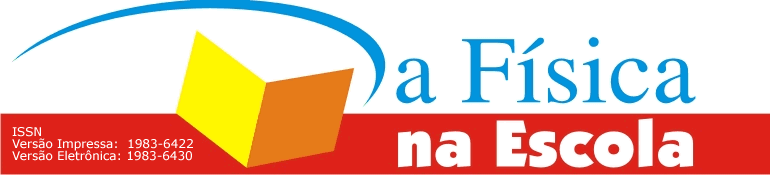 a Física
na Escola
ISSN
Versão Impressa: 1983-6422
Versão Eletrônica: 1983-6430